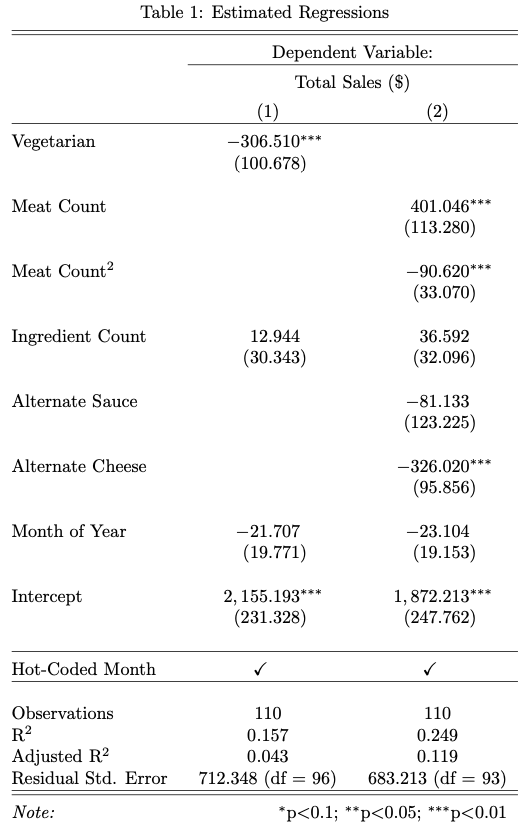 Table 1: Estimated Regressions
Dependent Variable:
Total Sales ($)
(1) (2)
Vegetarian −306.510***
(100.678)
Meat Count 401.046***
(113.280)
Meat Count² −90.620***
(33.070)
Ingredient Count 12.944 36.592
(30.343) (32.096)
Alternate Sauce −81.133
(123.225)
Alternate Cheese −326.020***
(95.856)
Month of Year −21.707 −23.104
(19.771) (19.153)
Intercept 2,155.193*** 1,872.213***
(231.328) (247.762)
Hot-Coded Month ✓ ✓
Observations 110 110
R² 0.157 0.249
Adjusted R² 0.043 0.119
Residual Std. Error 712.348 (df = 96) 683.213 (df = 93)
Note: *p<0.1; **p<0.05; ***p<0.01